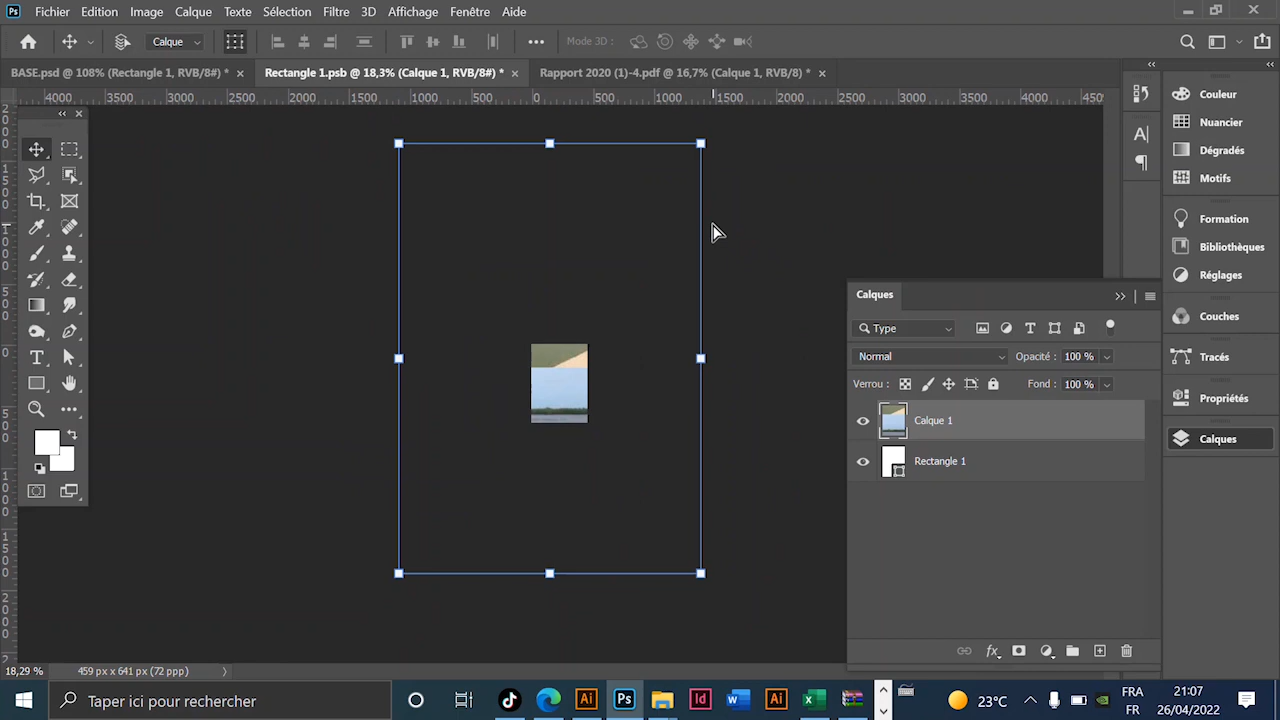 Ps Fichier Edition Image Calque Texte Sélection Filtre 3D Affichage Fenêtre Aide
Calque Mode 3D :
BASE.psd @ 108% (Rectangle 1, RVB/8#) * × Rectangle 1.psb @ 18,3% (Calque 1, RVB/8#) * × Rapport 2020 (1)-4.pdf @ 16,7% (Calque 1, RVB/8) * ×
4000 3500 3000 2500 2000 1500 1000 500 0 500 1000 1500 2000 2500 3000 3500 4000 450
Couleur
Nuancier
Dégradés
Motifs
Formation
Bibliothèques
Réglages
Couches
Tracés
Propriétés
Calques
Calques
Type
Normal Opacité : 100 %
Verrou : Fond : 100 %
Calque 1
Rectangle 1
fx
18,29 % 459 px x 641 px (72 ppp)
Taper ici pour rechercher
Ai Ps Id Ai
23°C
FRA
FR
21:07
26/04/2022